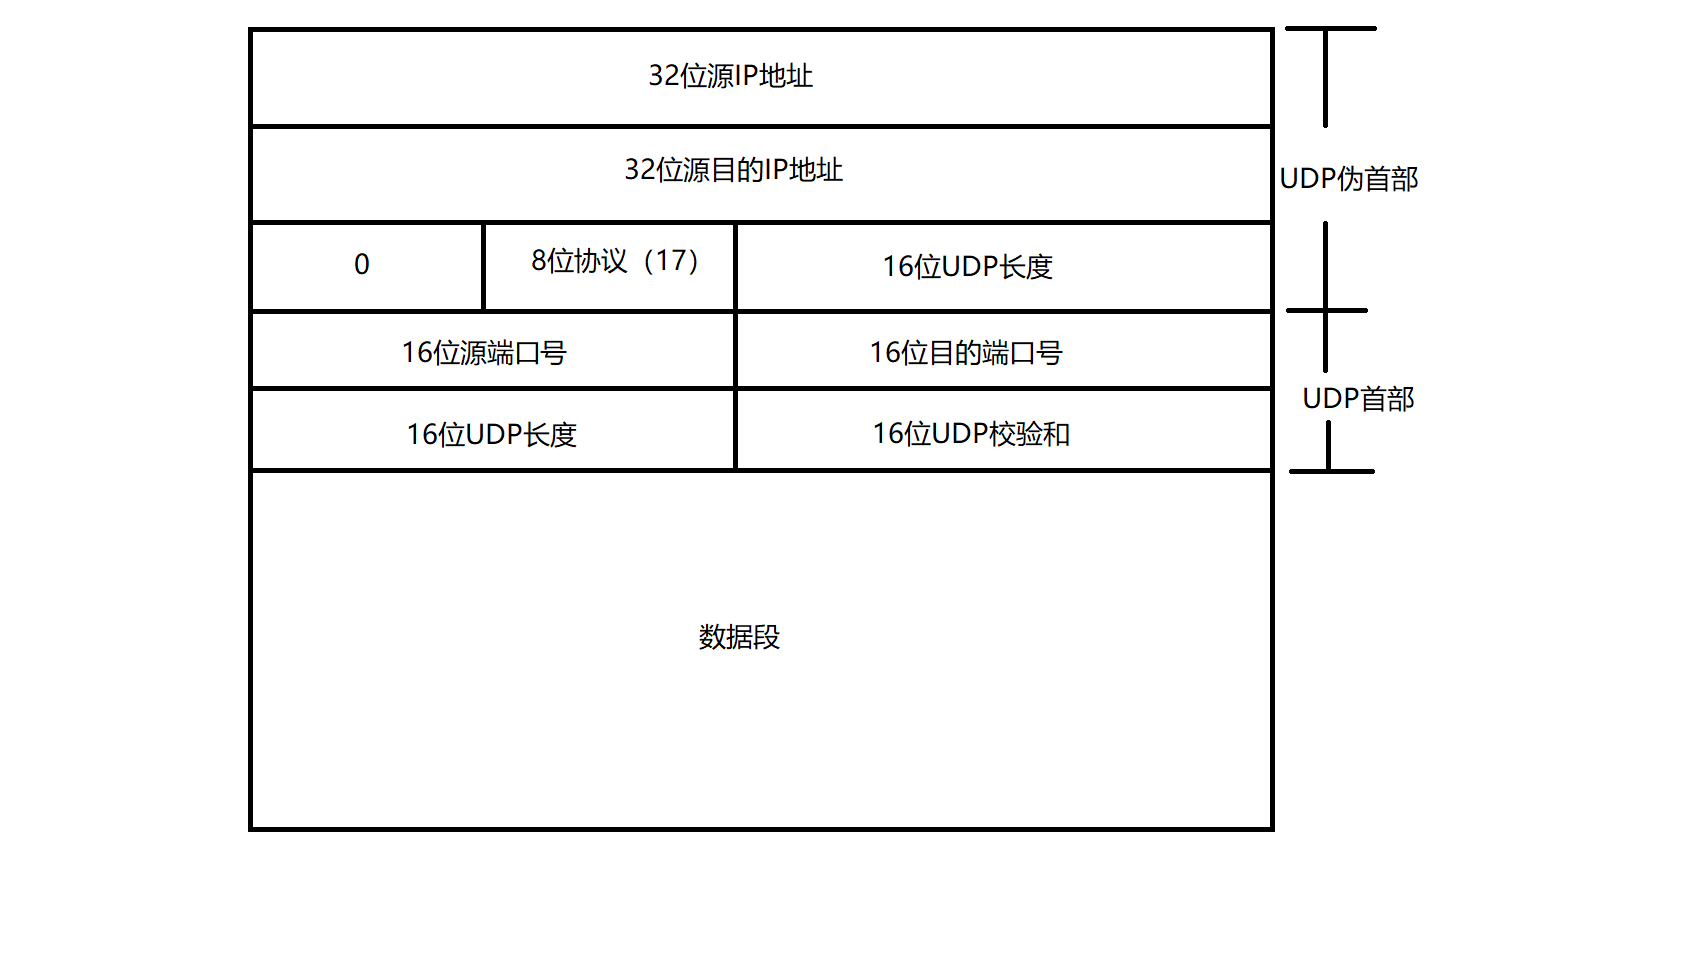 32位源IP地址
32位源目的IP地址
UDP伪首部
0
8位协议（17）
16位UDP长度
16位源端口号
16位目的端口号
UDP首部
16位UDP长度
16位UDP校验和
数据段